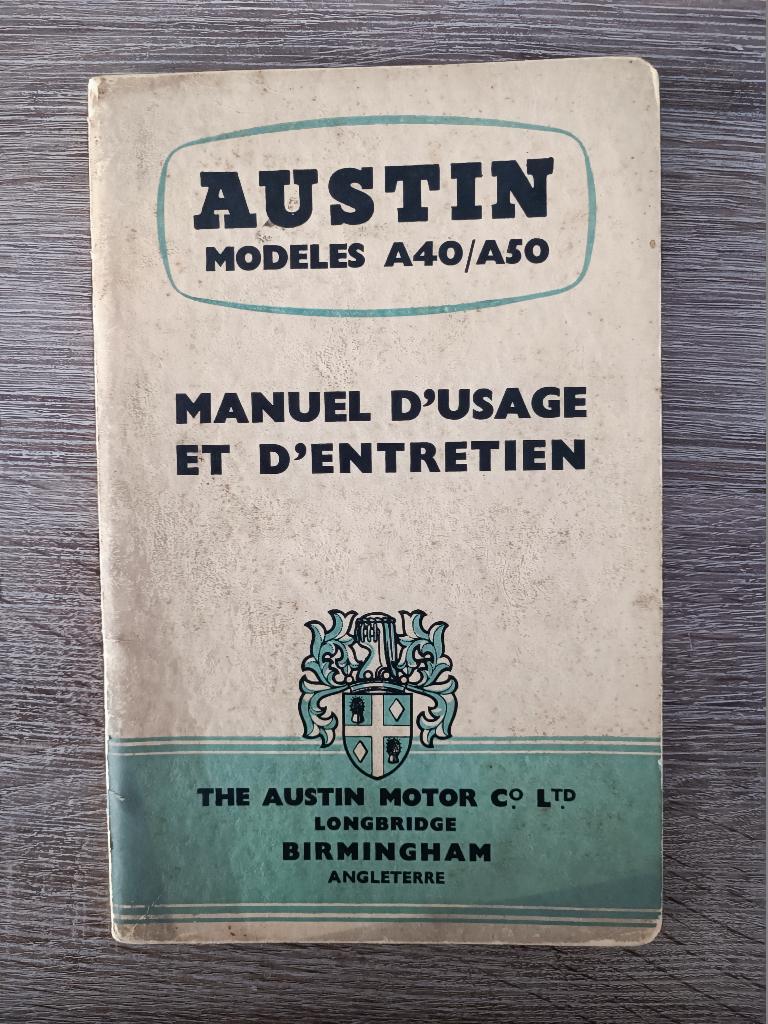 AUSTIN
MODELES A40/A50
MANUEL D'USAGE
ET D'ENTRETIEN
THE AUSTIN MOTOR Cº LTD
LONGBRIDGE
BIRMINGHAM
ANGLETERRE